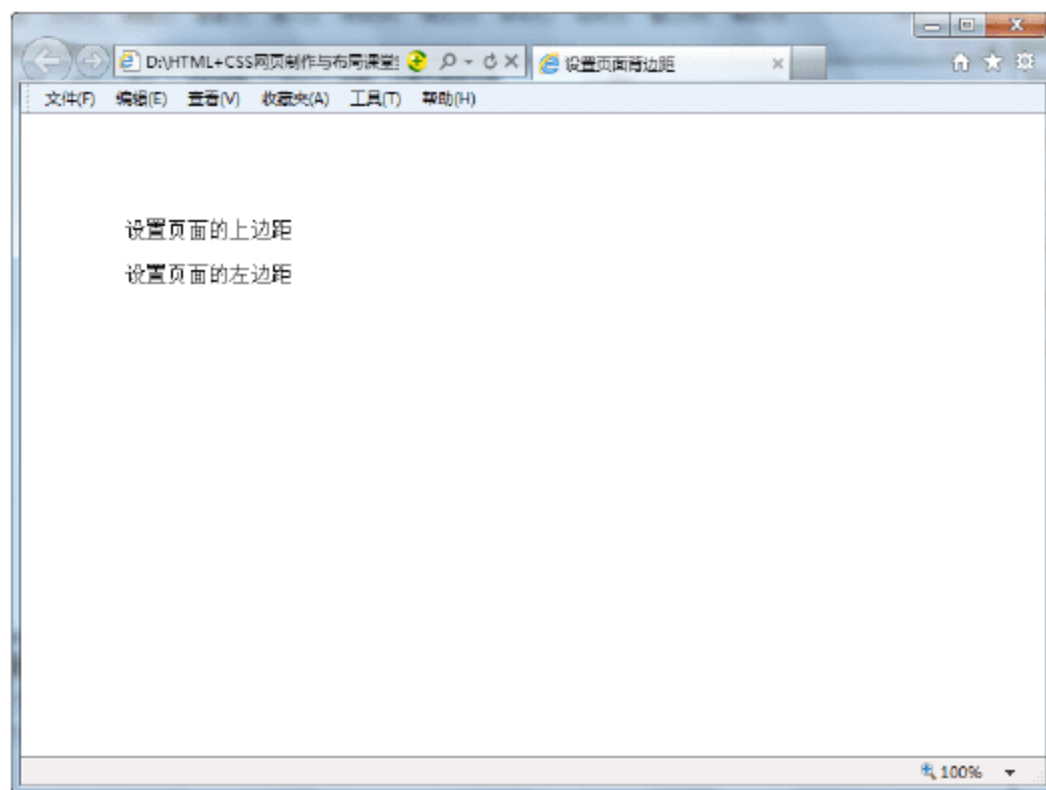 D:\HTML+CSS网页制作与布局课堂
设置页面背边距
文件(F) 编辑(E) 查看(V) 收藏夹(A) 工具(T) 帮助(H)
设置页面的上边距
设置页面的左边距
100%